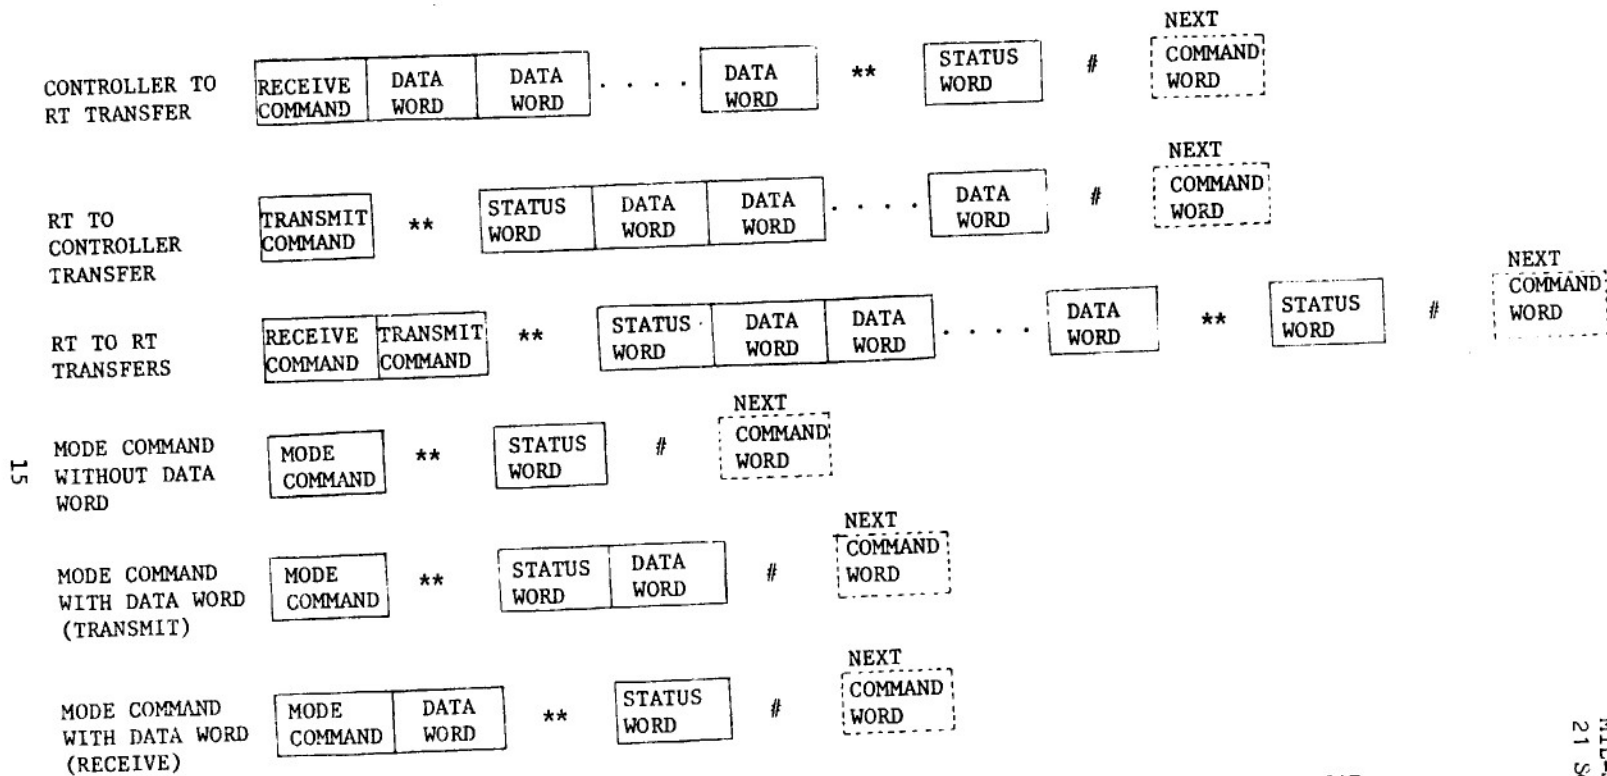 NEXT
CONTROLLER TO
RT TRANSFER
RECEIVE
COMMAND
DATA
WORD
DATA
WORD
. . . .
DATA
WORD
**
STATUS
WORD
#
COMMAND
WORD
NEXT
RT TO
CONTROLLER
TRANSFER
TRANSMIT
COMMAND
**
STATUS
WORD
DATA
WORD
DATA
WORD
. . . .
DATA
WORD
#
COMMAND
WORD
NEXT
RT TO RT
TRANSFERS
RECEIVE
COMMAND
TRANSMIT
COMMAND
**
STATUS
WORD
DATA
WORD
DATA
WORD
. . . .
DATA
WORD
**
STATUS
WORD
#
COMMAND
WORD
NEXT
MODE COMMAND
WITHOUT DATA
WORD
MODE
COMMAND
**
STATUS
WORD
#
COMMAND
WORD
15
NEXT
MODE COMMAND
WITH DATA WORD
(TRANSMIT)
MODE
COMMAND
**
STATUS
WORD
DATA
WORD
#
COMMAND
WORD
NEXT
MODE COMMAND
WITH DATA WORD
(RECEIVE)
MODE
COMMAND
DATA
WORD
**
STATUS
WORD
#
COMMAND
WORD
21